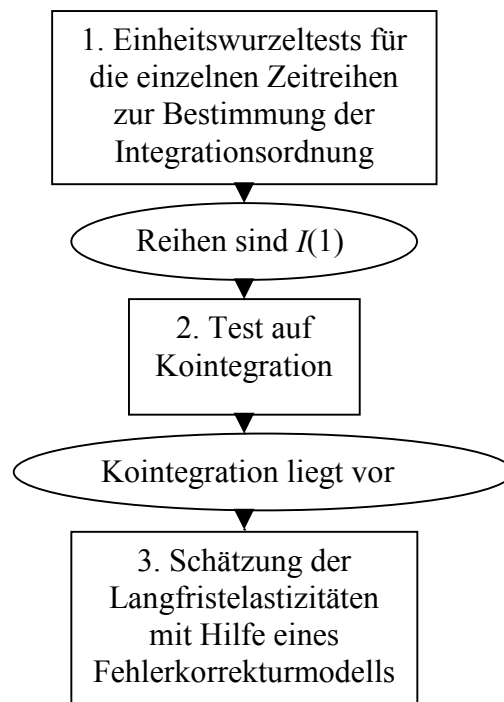 1. Einheitswurzeltests für
die einzelnen Zeitreihen
zur Bestimmung der
Integrationsordnung
Reihen sind I(1)
2. Test auf
Kointegration
Kointegration liegt vor
3. Schätzung der
Langfristelastizitäten
mit Hilfe eines
Fehlerkorrekturmodells